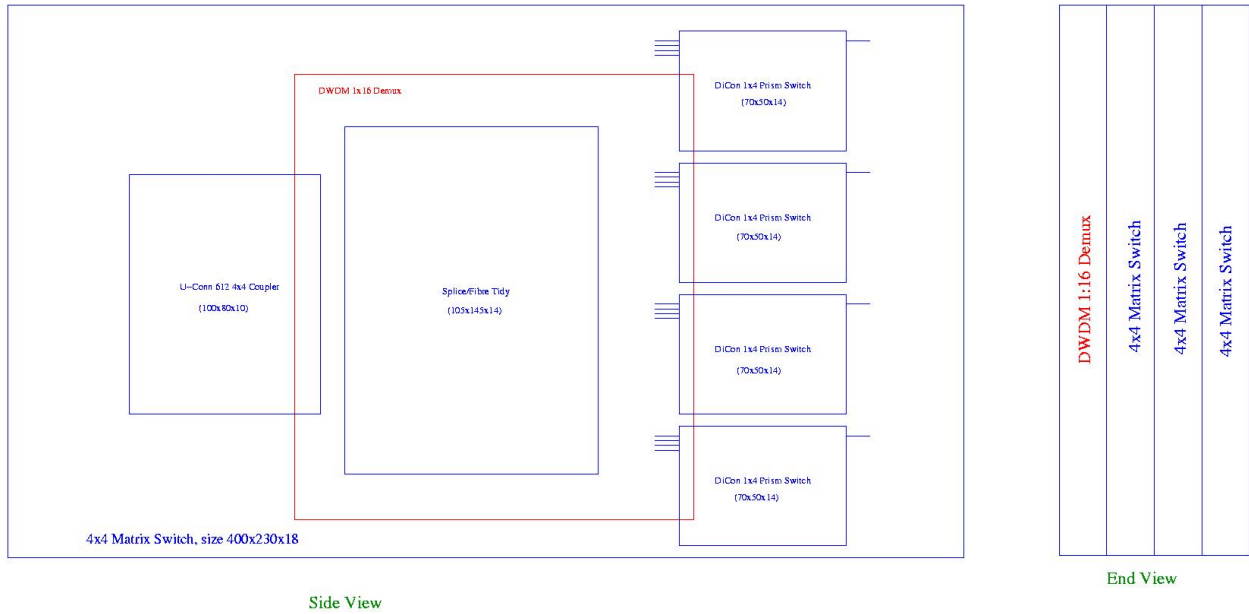 DWDM 1x16 Demux
U-Conn 612 4x4 Coupler
(100x80x10)
Splice/Fibre Tidy
(105x145x14)
DiCon 1x4 Prism Switch
(70x50x14)
DiCon 1x4 Prism Switch
(70x50x14)
DiCon 1x4 Prism Switch
(70x50x14)
DiCon 1x4 Prism Switch
(70x50x14)
4x4 Matrix Switch, size 400x230x18
Side View
DWDM 1:16 Demux
4x4 Matrix Switch
4x4 Matrix Switch
4x4 Matrix Switch
End View